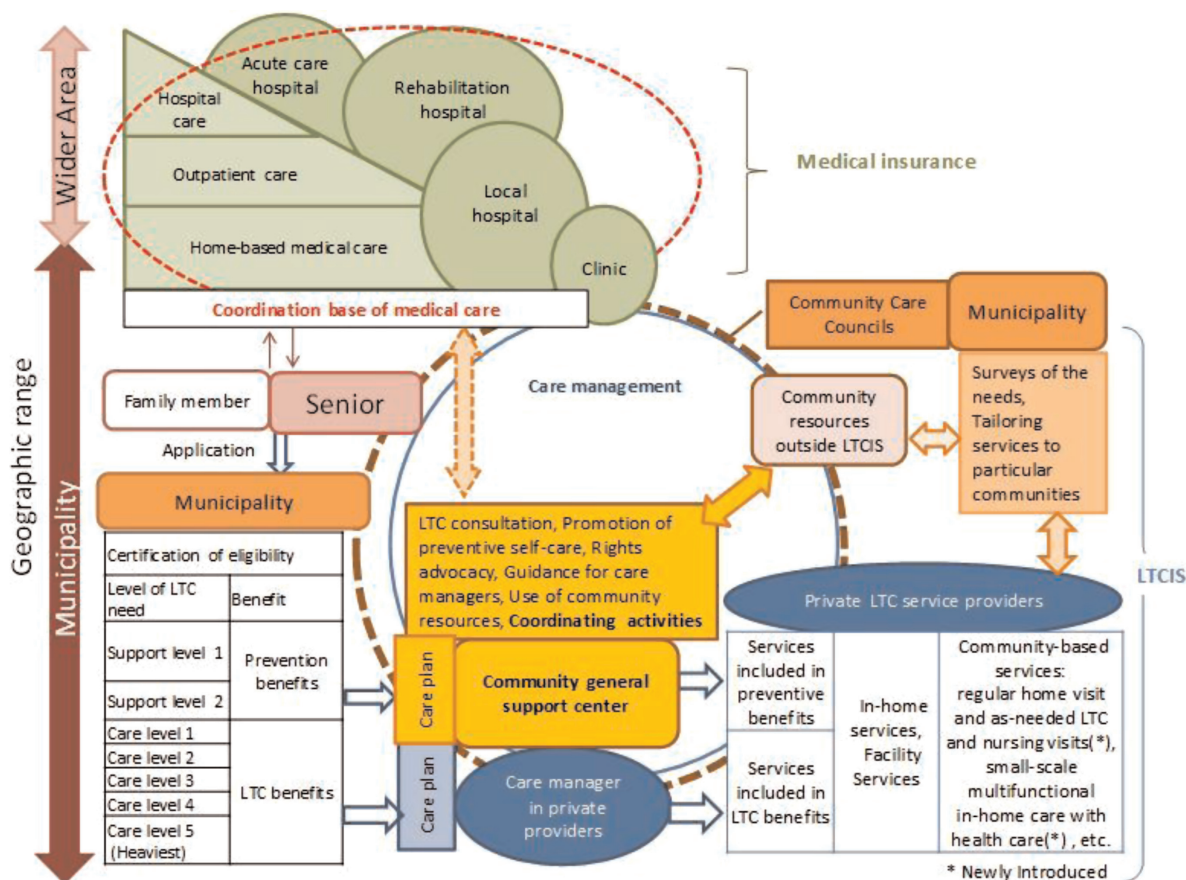 Geographic range
Wider Area
Municipality
Acute care
hospital
Rehabilitation
hospital
Hospital
care
Outpatient care
Local
hospital
Home-based medical care
Clinic
Medical insurance
Coordination base of medical care
Community Care
Councils
Municipality
Family member
Senior
Care management
Community
resources
outside LTCIS
Surveys of the
needs,
Tailoring
services to
particular
communities
Application
Municipality
LTC consultation, Promotion of
preventive self-care, Rights
advocacy, Guidance for care
managers, Use of community
resources, Coordinating activities
LTCIS
Private LTC service providers
Certification of eligibility
Level of LTC
need
Benefit
Support level 1
Support level 2
Prevention
benefits
Care level 1
Care level 2
Care level 3
Care level 4
Care level 5
(Heaviest)
LTC benefits
Care plan
Community general
support center
Care plan
Care manager
in private
providers
Services
included in
preventive
benefits
Services
included in
LTC benefits
In-home
services,
Facility
Services
Community-based
services:
regular home visit
and as-needed LTC
and nursing visits(*),
small-scale
multifunctional
in-home care with
health care(*) , etc.
* Newly Introduced